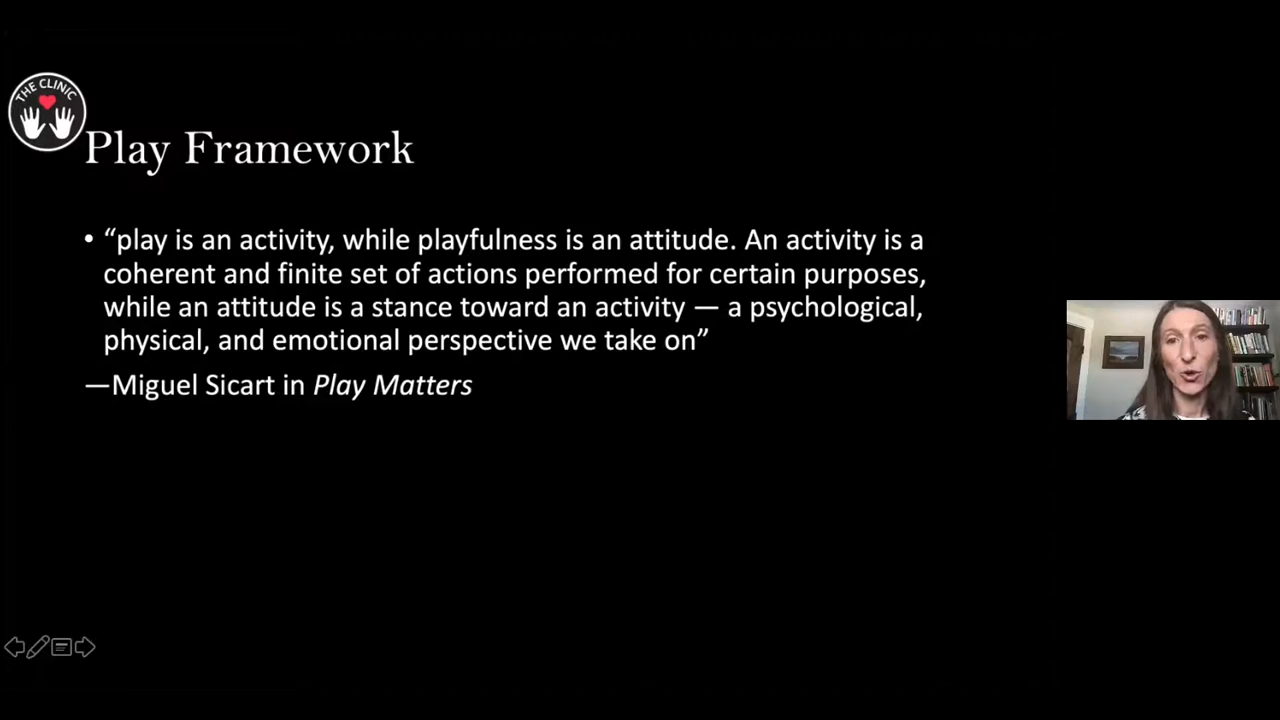 THE CLINIC
Play Framework
• “play is an activity, while playfulness is an attitude. An activity is a
coherent and finite set of actions performed for certain purposes,
while an attitude is a stance toward an activity — a psychological,
physical, and emotional perspective we take on”
—Miguel Sicart in Play Matters